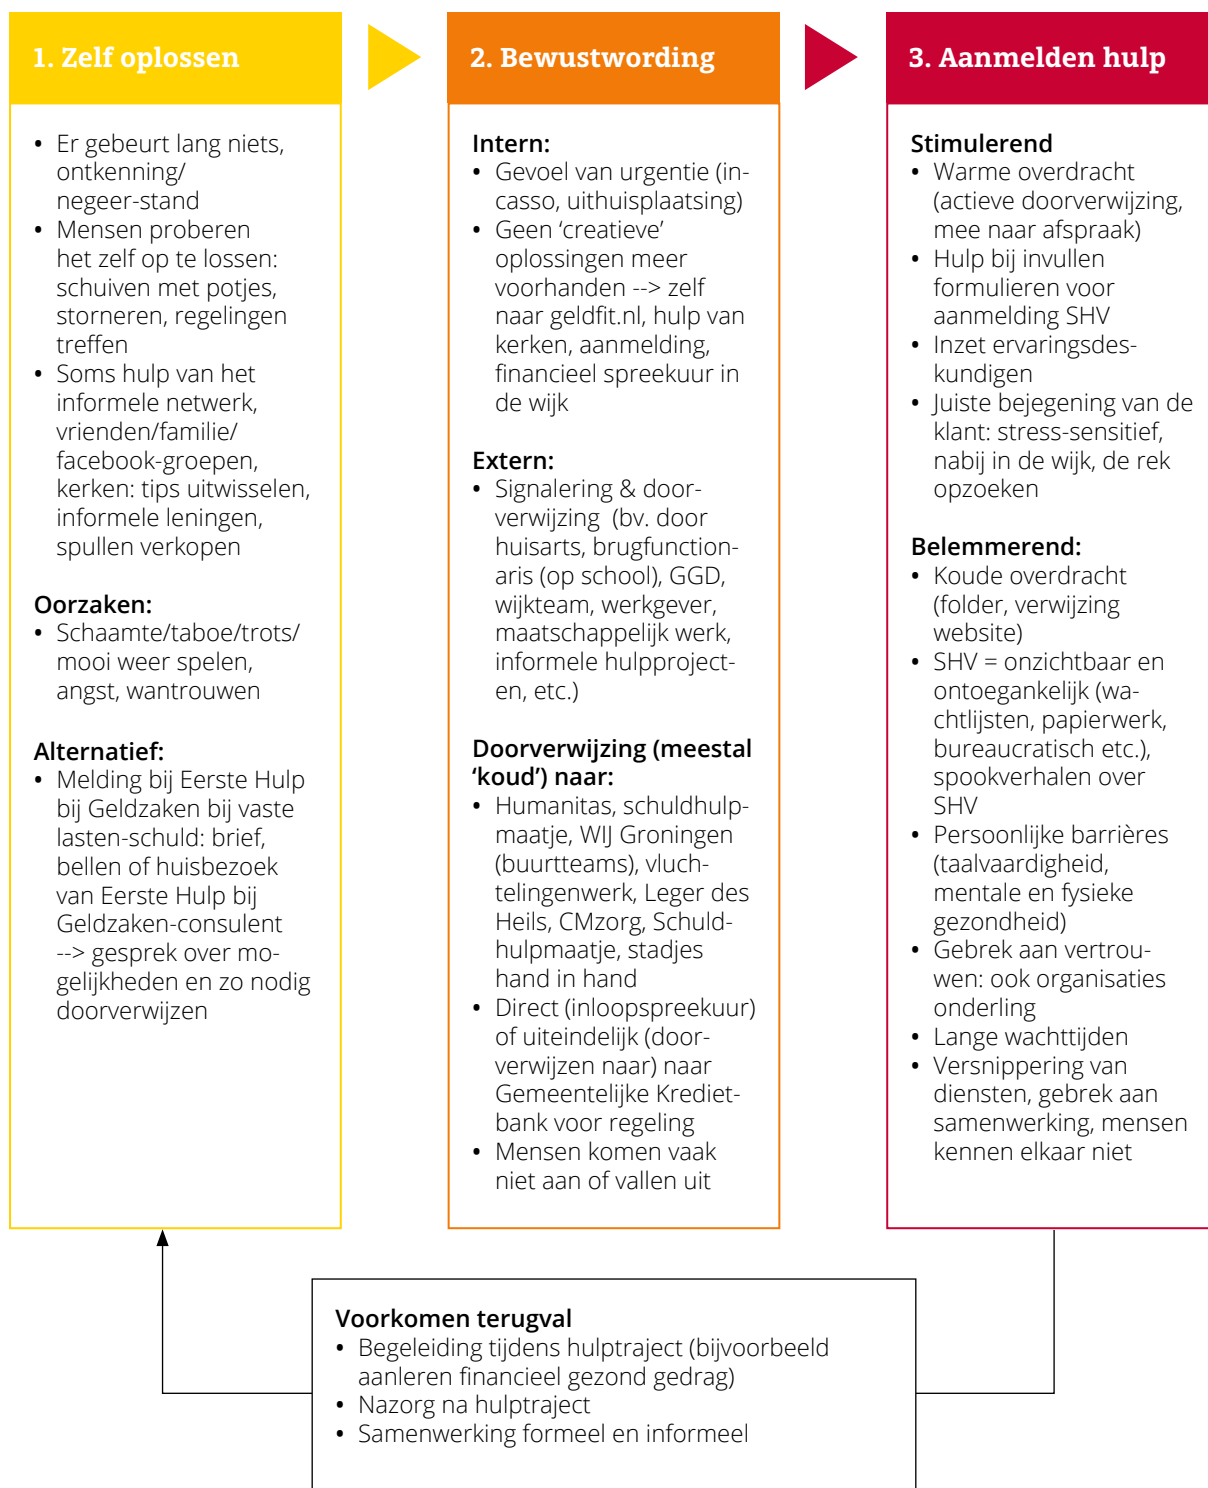 1. Zelf oplossen
• Er gebeurt lang niets,
ontkenning/
negeer-stand
• Mensen proberen
het zelf op te lossen:
schuiven met potjes,
storneren, regelingen
treffen
• Soms hulp van het
informele netwerk,
vrienden/familie/
facebook-groepen,
kerken: tips uitwisselen,
informele leningen,
spullen verkopen
Oorzaken:
• Schaamte/taboe/trots/
mooi weer spelen,
angst, wantrouwen
Alternatief:
• Melding bij Eerste Hulp
bij Geldzaken bij vaste
lasten-schuld: brief,
bellen of huisbezoek
van Eerste Hulp bij
Geldzaken-consulent
--> gesprek over mo-
gelijkheden en zo nodig
doorverwijzen
2. Bewustwording
Intern:
• Gevoel van urgentie (in-
casso, uithuisplaatsing)
• Geen ‘creatieve’
oplossingen meer
voorhanden --> zelf
naar geldfit.nl, hulp van
kerken, aanmelding,
financieel spreekuur in
de wijk
Extern:
• Signalering & door-
verwijzing (bv. door
huisarts, brugfunction-
aris (op school), GGD,
wijkteam, werkgever,
maatschappelijk werk,
informele hulpproject-
en, etc.)
Doorverwijzing (meestal
‘koud’) naar:
• Humanitas, schuldhulp-
maatje, WIJ Groningen
(buurtteams), vluch-
telingenwerk, Leger des
Heils, CMzorg, Schuld-
hulpmaatje, stadjes
hand in hand
• Direct (inloopspreekuur)
of uiteindelijk (door-
verwijzen naar) naar
Gemeentelijke Krediet-
bank voor regeling
• Mensen komen vaak
niet aan of vallen uit
3. Aanmelden hulp
Stimulerend
• Warme overdracht
(actieve doorverwijzing,
mee naar afspraak)
• Hulp bij invullen
formulieren voor
aanmelding SHV
• Inzet ervaringsdes-
kundigen
• Juiste bejegening van de
klant: stress-sensitief,
nabij in de wijk, de rek
opzoeken
Belemmerend:
• Koude overdracht
(folder, verwijzing
website)
• SHV = onzichtbaar en
ontoegankelijk (wa-
chtlijsten, papierwerk,
bureaucratisch etc.),
spookverhalen over
SHV
• Persoonlijke barrières
(taalvaardigheid,
mentale en fysieke
gezondheid)
• Gebrek aan vertrou-
wen: ook organisaties
onderling
• Lange wachttijden
• Versnippering van
diensten, gebrek aan
samenwerking, mensen
kennen elkaar niet
Voorkomen terugval
• Begeleiding tijdens hulptraject (bijvoorbeeld
aanleren financieel gezond gedrag)
• Nazorg na hulptraject
• Samenwerking formeel en informeel